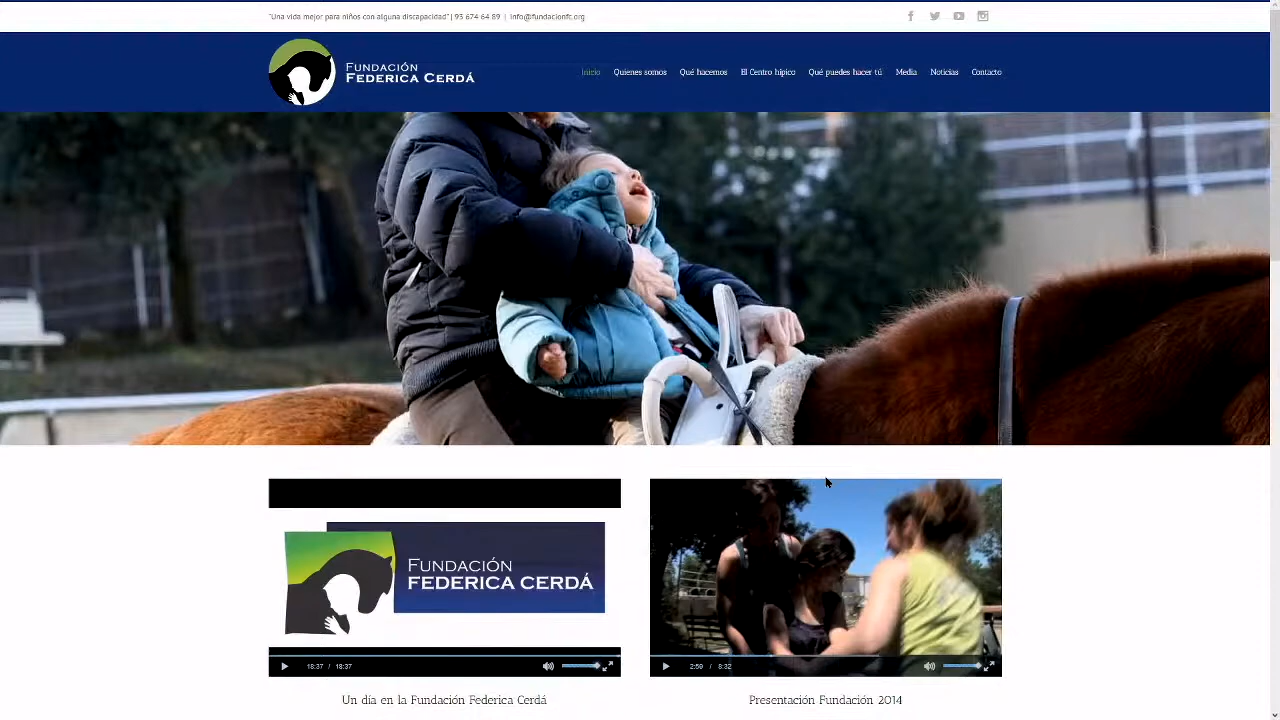 "Una vida mejor para niños con alguna discapacidad" | 93 674 64 89 | info@fundacionfc.org
FUNDACIÓN
FEDERICA CERDÁ
Inicio Quienes somos Qué hacemos El Centro hípico Qué puedes hacer tú Media Noticias Contacto
FUNDACIÓN
FEDERICA CERDÁ
18:37 / 18:37
2:59 / 8:32
Un día en la Fundación Federica Cerdá
Presentación Fundación 2014